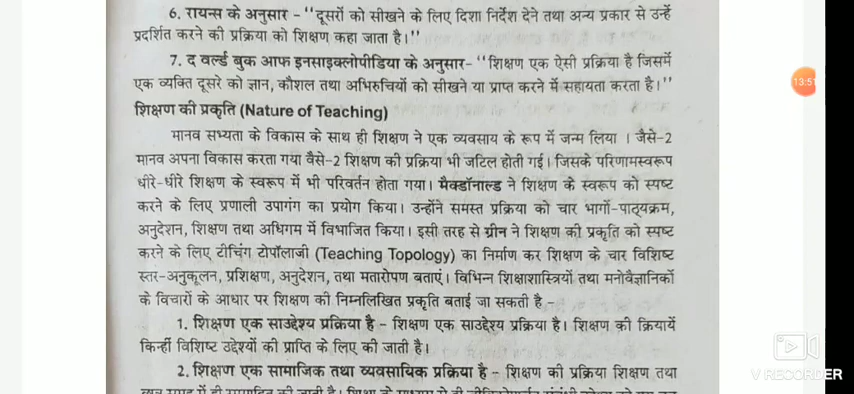 6. रायन्स के अनुसार - "दूसरों को सीखने के लिए दिशा निर्देश देने तथा अन्य प्रकार से उन्हें
प्रदर्शित करने की प्रक्रिया को शिक्षण कहा जाता है।"
7. द वर्ल्ड बुक आफ इनसाइक्लोपीडिया के अनुसार- "शिक्षण एक ऐसी प्रक्रिया है जिसमें
एक व्यक्ति दूसरे को ज्ञान, कौशल तथा अभिरुचियों को सीखने या प्राप्त करने में सहायता करता है।"
शिक्षण की प्रकृति (Nature of Teaching)
मानव सभ्यता के विकास के साथ ही शिक्षण ने एक व्यवसाय के रूप में जन्म लिया । जैसे-2
मानव अपना विकास करता गया वैसे-2 शिक्षण की प्रक्रिया भी जटिल होती गई। जिसके परिणामस्वरूप
धीरे-धीरे शिक्षण के स्वरूप में भी परिवर्तन होता गया। मैक्डॉनाल्ड ने शिक्षण के स्वरूप को स्पष्ट
करने के लिए प्रणाली उपागंग का प्रयोग किया। उन्होंने समस्त प्रक्रिया को चार भागों-पाठ्यक्रम,
अनुदेशन, शिक्षण तथा अधिगम में विभाजित किया। इसी तरह से ग्रीन ने शिक्षण की प्रकृति को स्पष्ट
करने के लिए टीचिंग टोपॉलाजी (Teaching Topology) का निर्माण कर शिक्षण के चार विशिष्ट
स्तर-अनुकूलन, प्रशिक्षण, अनुदेशन, तथा मतारोपण बताएं। विभिन्न शिक्षाशास्त्रियों तथा मनोवैज्ञानिकों
के विचारों के आधार पर शिक्षण की निम्नलिखित प्रकृति बताई जा सकती है -
1. शिक्षण एक साउद्देश्य प्रक्रिया है - शिक्षण एक साउद्देश्य प्रक्रिया है। शिक्षण की क्रियायें
किन्हीं विशिष्ट उद्देश्यों की प्राप्ति के लिए की जाती है।
2. शिक्षण एक सामाजिक तथा व्यवसायिक प्रक्रिया है - शिक्षण की प्रक्रिया शिक्षण तथा
13:51
V RECORDER